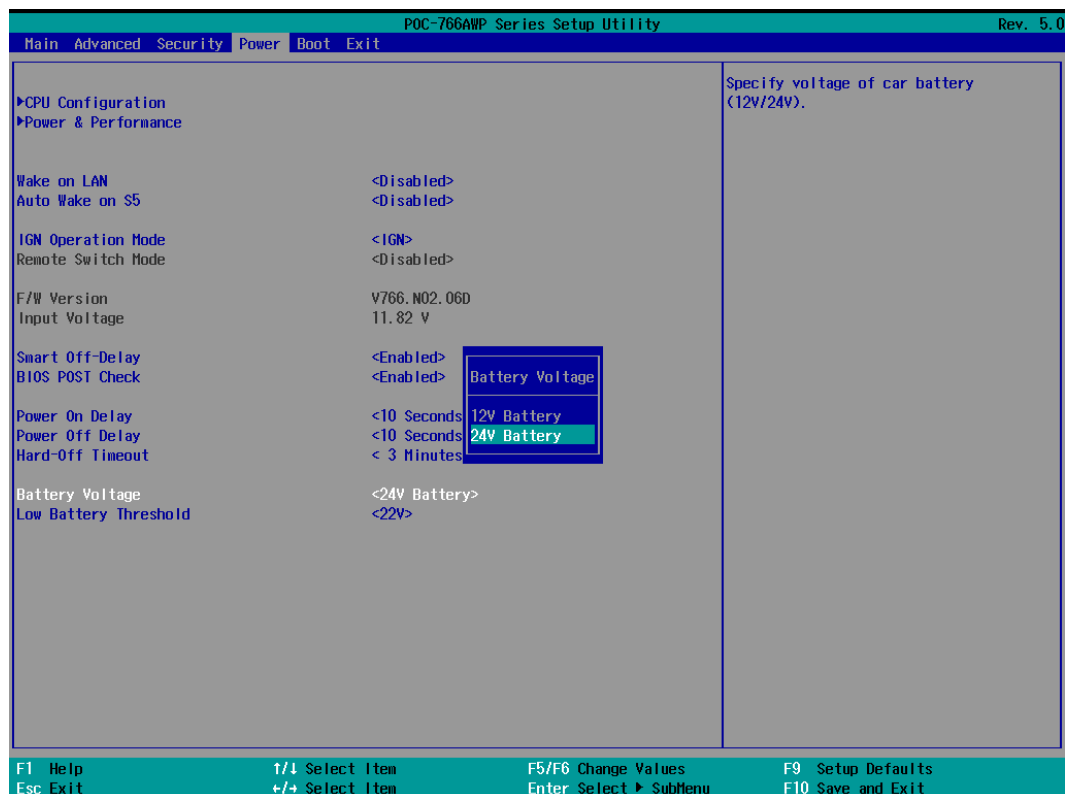 POC-766AWP Series Setup Utility Rev. 5.0
Main Advanced Security Power Boot Exit
Specify voltage of car battery
(12V/24V).
▶CPU Configuration
▶Power & Performance
Wake on LAN <Disabled>
Auto Wake on S5 <Disabled>
IGN Operation Mode <IGN>
Remote Switch Mode <Disabled>
F/W Version V766.N02.06D
Input Voltage 11.82 V
Smart Off-Delay <Enabled>
BIOS POST Check <Enabled>
Power On Delay <10 Seconds
Power Off Delay <10 Seconds
Hard-Off Timeout < 3 Minutes
Battery Voltage
12V Battery
24V Battery
Battery Voltage <24V Battery>
Low Battery Threshold <22V>
F1 Help ↑/↓ Select Item F5/F6 Change Values F9 Setup Defaults
Esc Exit ←/→ Select Item Enter Select ▶ SubMenu F10 Save and Exit